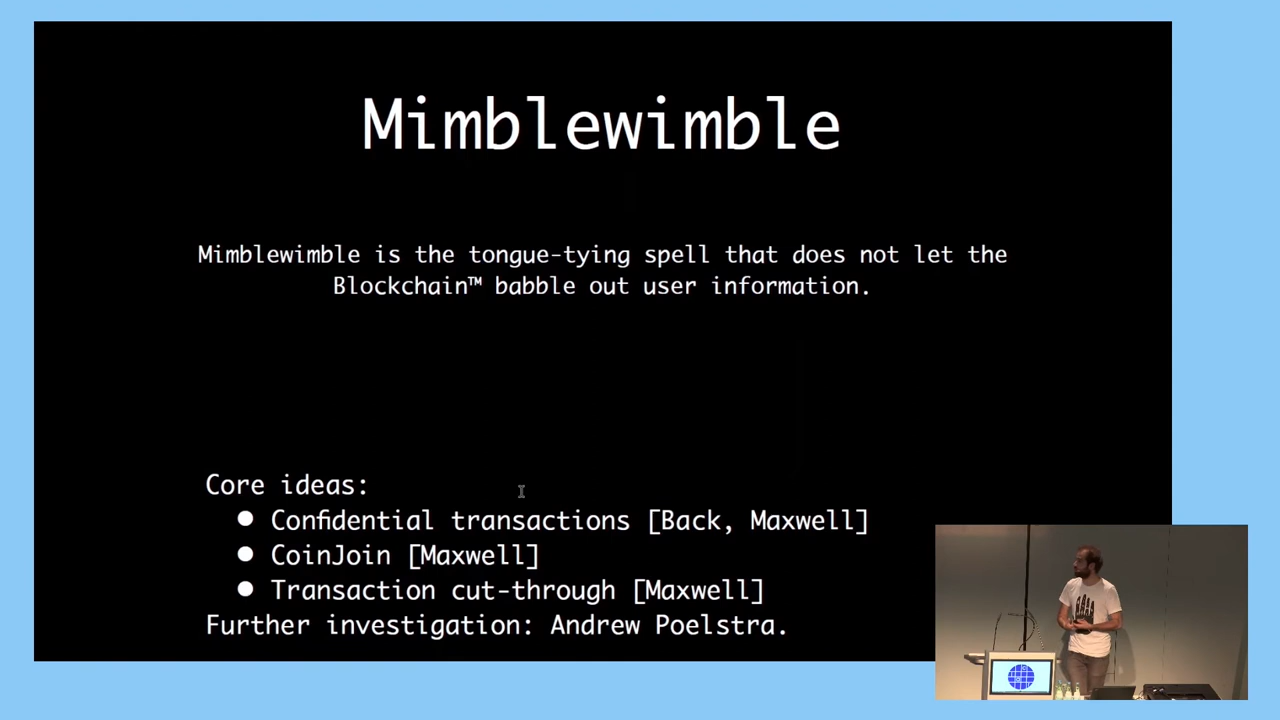 Mimblewimble
Mimblewimble is the tongue-tying spell that does not let the
Blockchain™ babble out user information.
Core ideas:
● Confidential transactions [Back, Maxwell]
● CoinJoin [Maxwell]
● Transaction cut-through [Maxwell]
Further investigation: Andrew Poelstra.